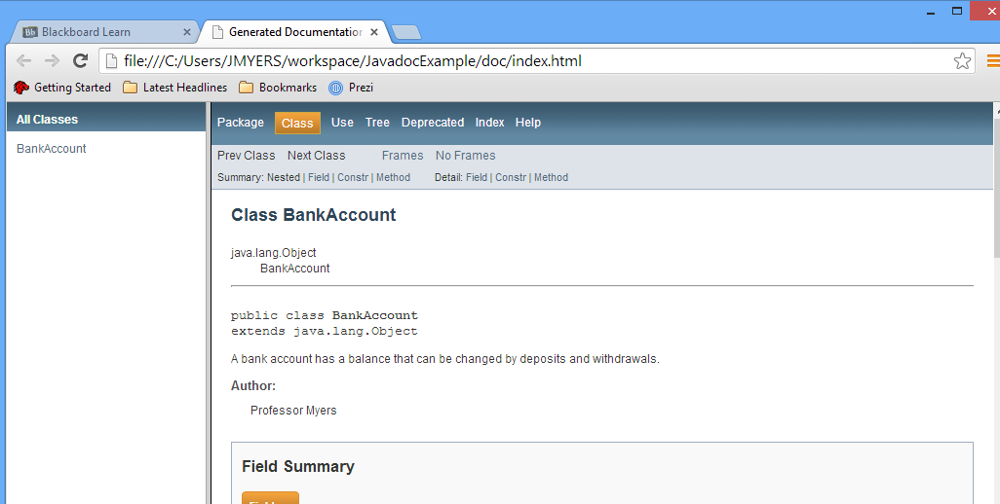 Blackboard Learn
Generated Documentation
file:///C:/Users/JMYERS/workspace/JavadocExample/doc/index.html
Getting Started Latest Headlines Bookmarks Prezi
All Classes
BankAccount
Package Class Use Tree Deprecated Index Help
Prev Class Next Class Frames No Frames
Summary: Nested | Field | Constr | Method Detail: Field | Constr | Method
Class BankAccount
java.lang.Object
BankAccount
public class BankAccount
extends java.lang.Object
A bank account has a balance that can be changed by deposits and withdrawals.
Author:
Professor Myers
Field Summary